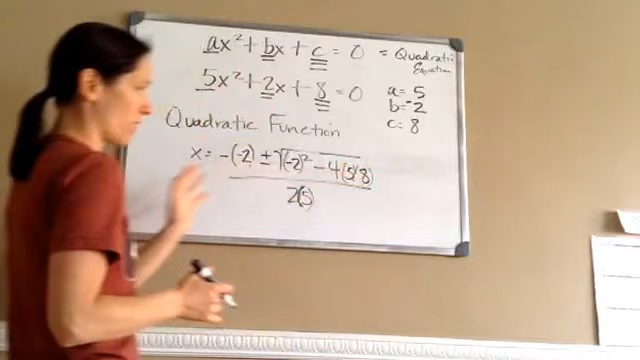 ax² + bx + c = 0 = Quadratic Equation
5x² + 2x + 8 = 0
a= 5
b= -2
c= 8
Quadratic Function
x = -(-2) ± √(-2)² - 4(5)(8)
2(5)